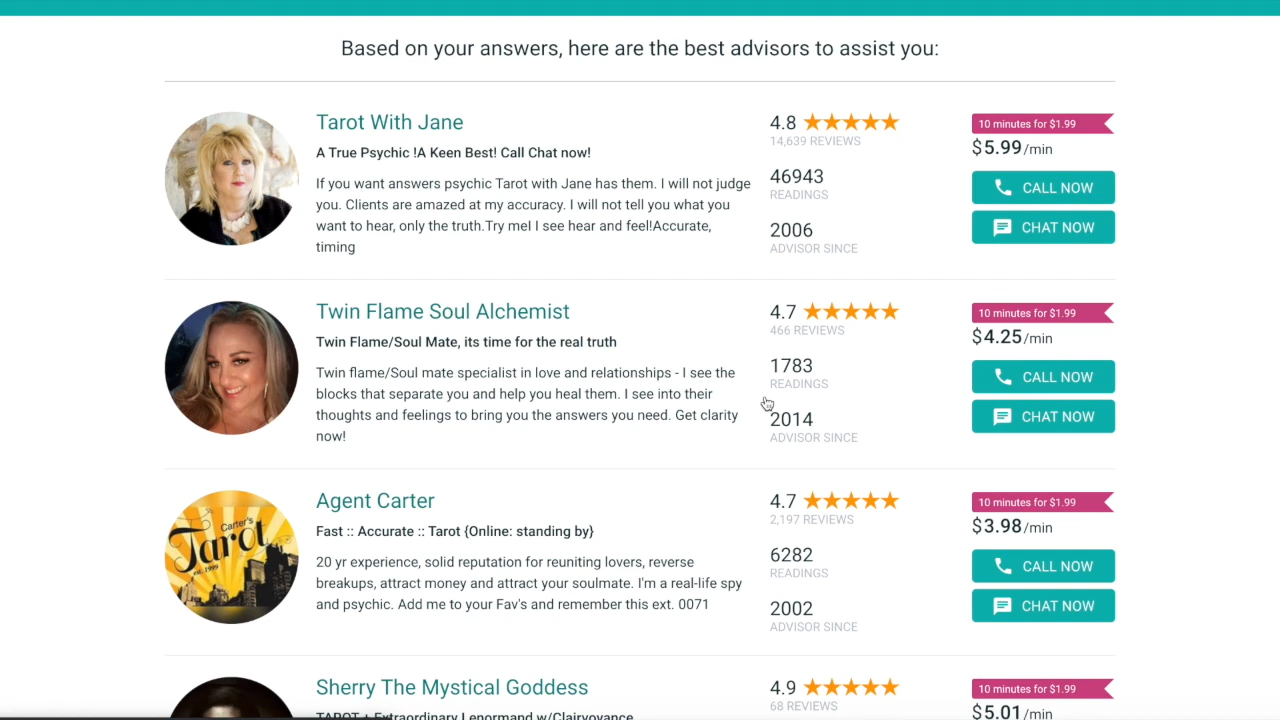 Based on your answers, here are the best advisors to assist you:
Tarot With Jane
A True Psychic !A Keen Best! Call Chat now!
If you want answers psychic Tarot with Jane has them. I will not judge
you. Clients are amazed at my accuracy. I will not tell you what you
want to hear, only the truth.Try me!I see hear and feel!Accurate,
timing
4.8
14,639 REVIEWS
46943
READINGS
2006
ADVISOR SINCE
10 minutes for $1.99
$5.99/min
CALL NOW
CHAT NOW
Twin Flame Soul Alchemist
Twin Flame/Soul Mate, its time for the real truth
Twin flame/Soul mate specialist in love and relationships - I see the
blocks that separate you and help you heal them. I see into their
thoughts and feelings to bring you the answers you need. Get clarity
now!
4.7
466 REVIEWS
1783
READINGS
2014
ADVISOR SINCE
10 minutes for $1.99
$4.25/min
CALL NOW
CHAT NOW
Carter's
Tarot
est. 1999
Agent Carter
Fast :: Accurate :: Tarot {Online: standing by}
20 yr experience, solid reputation for reuniting lovers, reverse
breakups, attract money and attract your soulmate. I'm a real-life spy
and psychic. Add me to your Fav's and remember this ext. 0071
4.7
2,197 REVIEWS
6282
READINGS
2002
ADVISOR SINCE
10 minutes for $1.99
$3.98/min
CALL NOW
CHAT NOW
Sherry The Mystical Goddess
TAROT + Extraordinary Lenormand w/Clairvoyance
4.9
68 REVIEWS
10 minutes for $1.99
$5.01/min